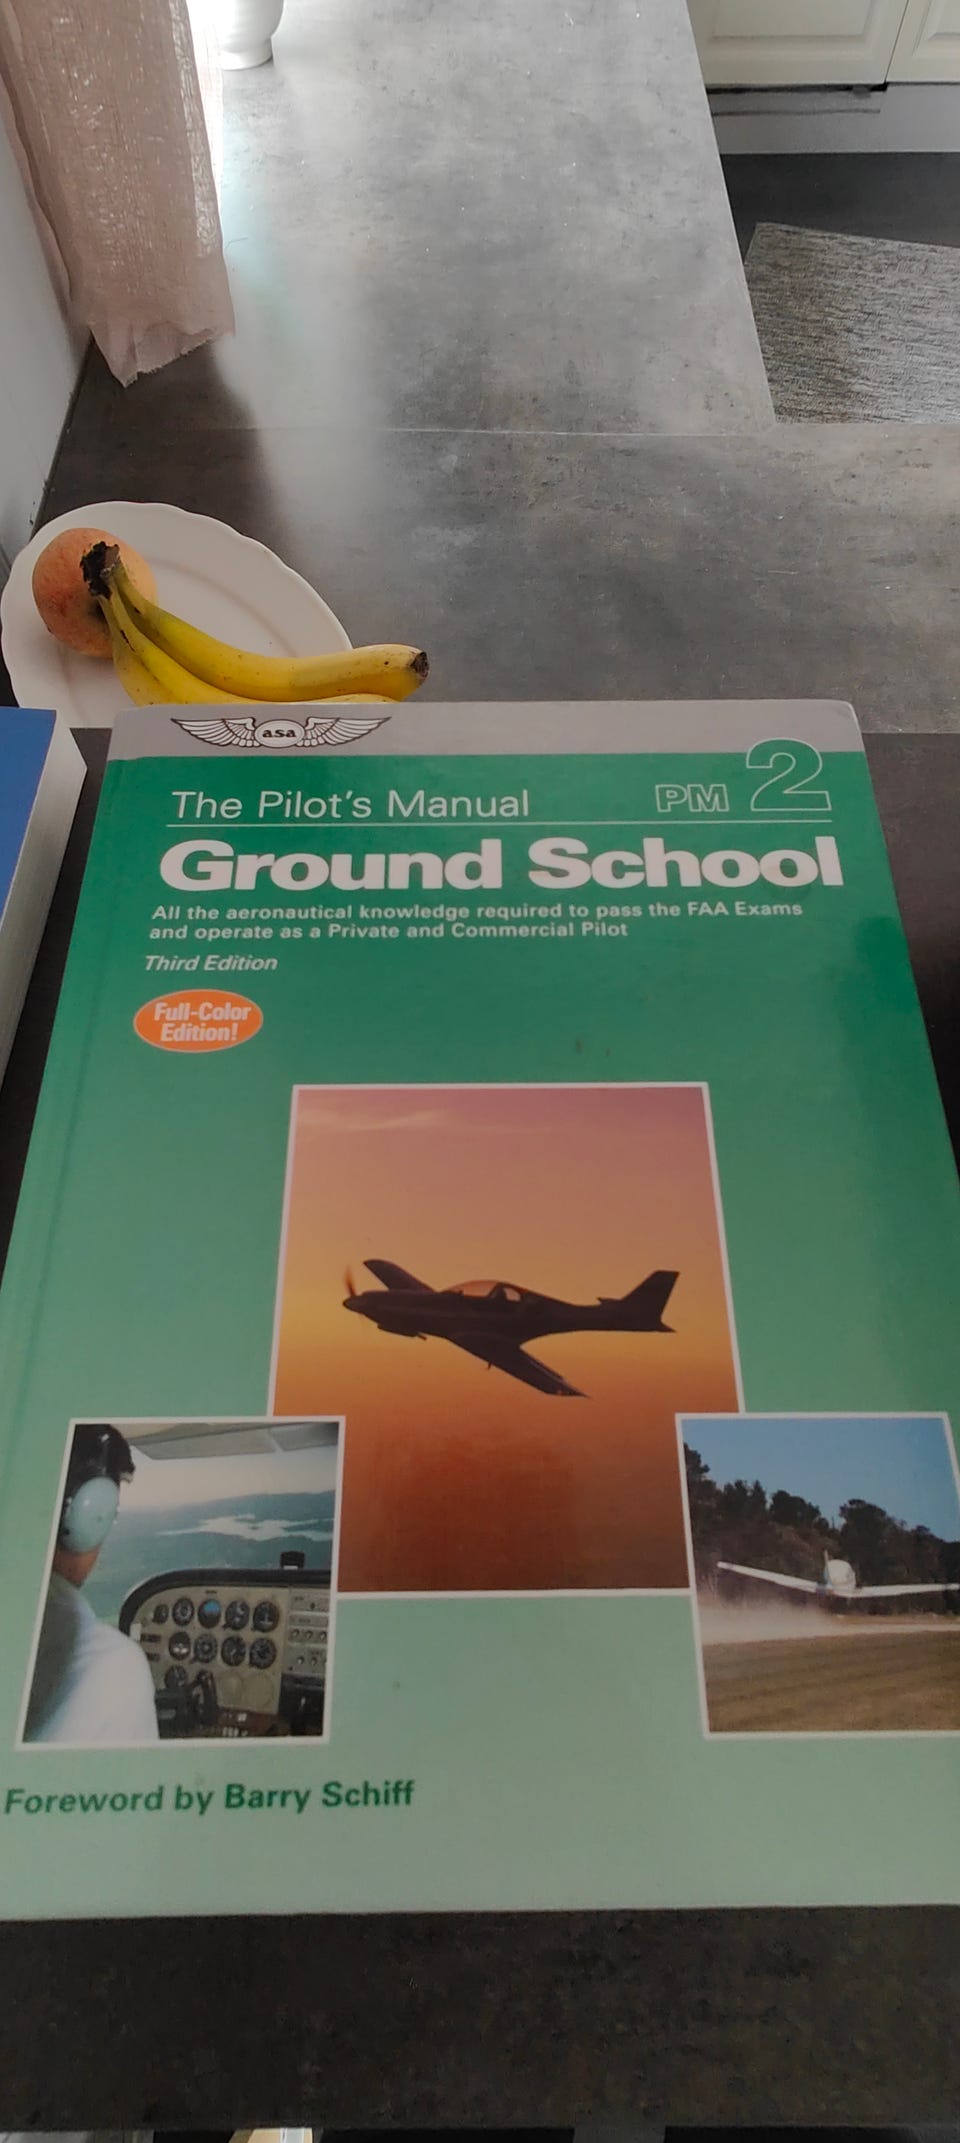 asa
The Pilot's Manual PM 2
Ground School
All the aeronautical knowledge required to pass the FAA Exams
and operate as a Private and Commercial Pilot
Third Edition
Full-Color
Edition!
Foreword by Barry Schiff